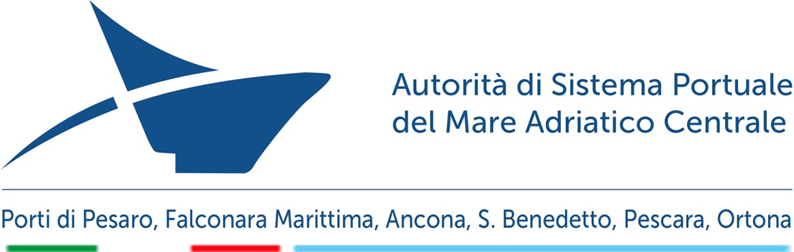 Autorità di Sistema Portuale
del Mare Adriatico Centrale
Porti di Pesaro, Falconara Marittima, Ancona, S. Benedetto, Pescara, Ortona